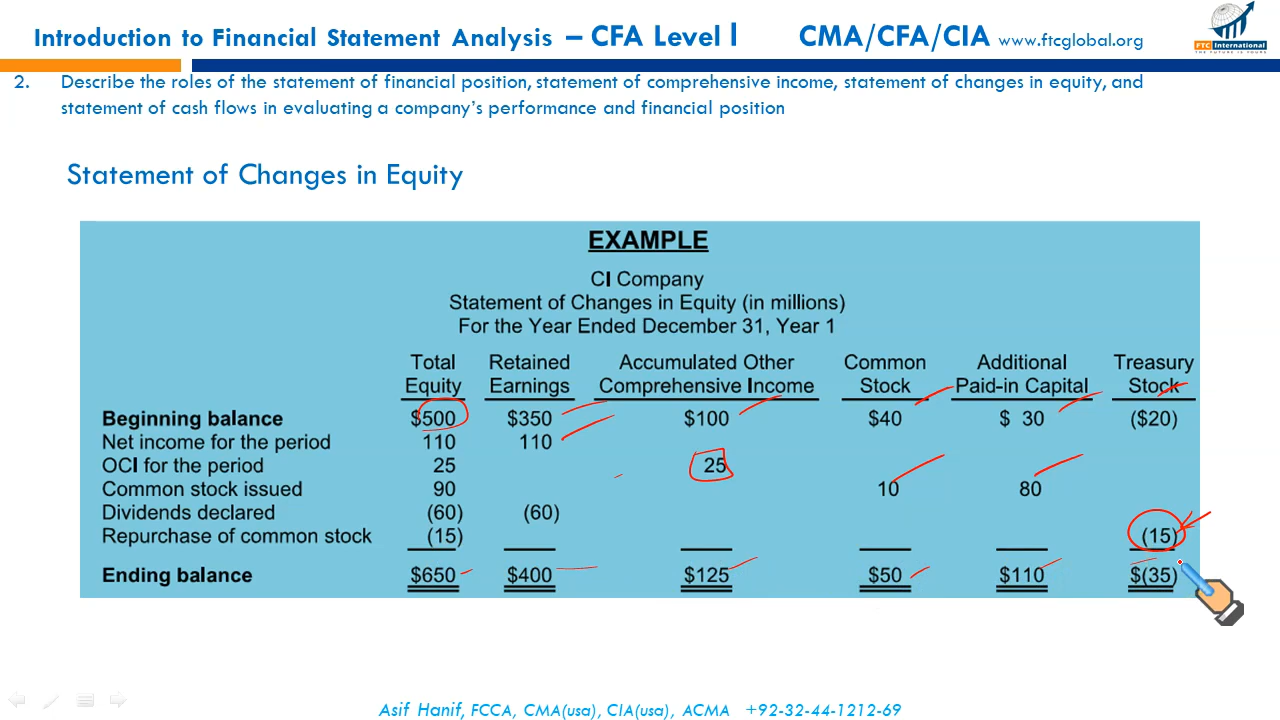 Introduction to Financial Statement Analysis – CFA Level I CMA/CFA/CIA www.ftcglobal.org
FTC International
THE FUTURE IS YOURS
2. Describe the roles of the statement of financial position, statement of comprehensive income, statement of changes in equity, and
statement of cash flows in evaluating a company's performance and financial position
Statement of Changes in Equity
EXAMPLE
CI Company
Statement of Changes in Equity (in millions)
For the Year Ended December 31, Year 1
Total Retained Accumulated Other Common Additional Treasury
Equity Earnings Comprehensive Income Stock Paid-in Capital Stock
Beginning balance $500 $350 $100 $40 $ 30 ($20)
Net income for the period 110 110
OCI for the period 25 25
Common stock issued 90 10 80
Dividends declared (60) (60)
Repurchase of common stock (15) (15)
Ending balance $650 $400 $125 $50 $110 $(35)
Asif Hanif, FCCA, CMA(usa), CIA(usa), ACMA +92-32-44-1212-69